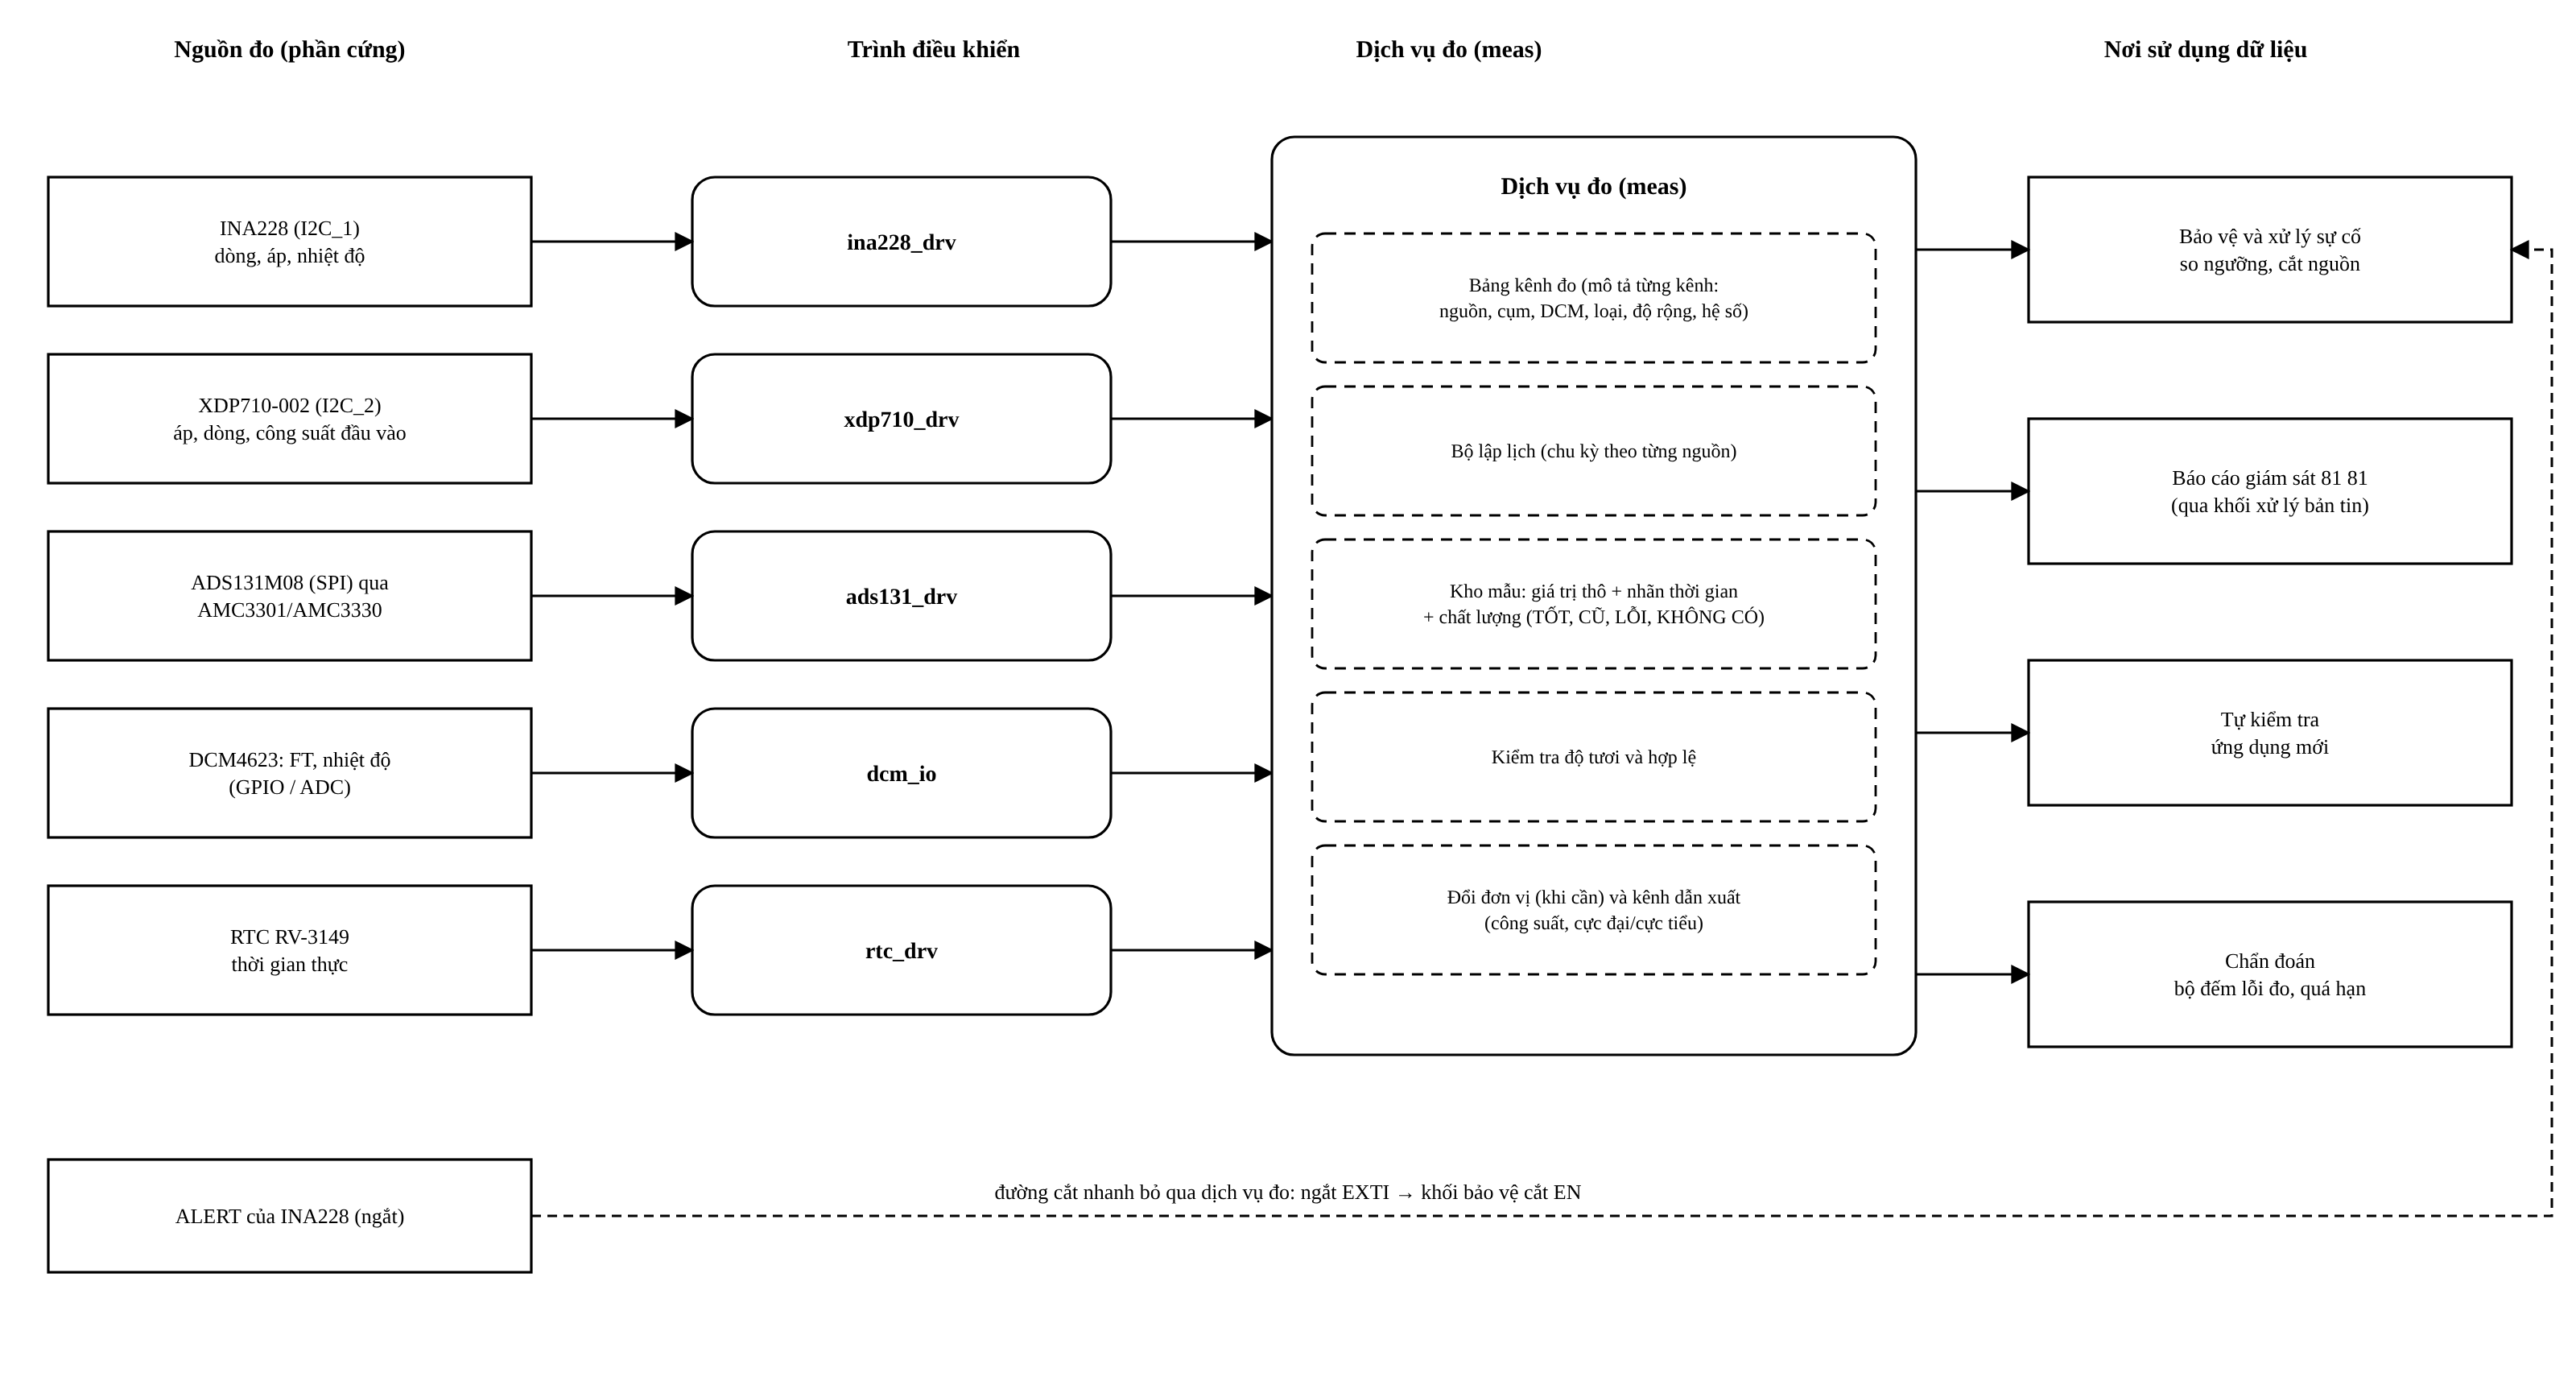 Nguồn đo (phần cứng)
Trình điều khiển
Dịch vụ đo (meas)
Nơi sử dụng dữ liệu
INA228 (I2C_1)
dòng, áp, nhiệt độ
XDP710-002 (I2C_2)
áp, dòng, công suất đầu vào
ADS131M08 (SPI) qua
AMC3301/AMC3330
DCM4623: FT, nhiệt độ
(GPIO / ADC)
RTC RV-3149
thời gian thực
ina228_drv
xdp710_drv
ads131_drv
dcm_io
rtc_drv
Dịch vụ đo (meas)
Bảng kênh đo (mô tả từng kênh:
nguồn, cụm, DCM, loại, độ rộng, hệ số)
Bộ lập lịch (chu kỳ theo từng nguồn)
Kho mẫu: giá trị thô + nhãn thời gian
+ chất lượng (TỐT, CŨ, LỖI, KHÔNG CÓ)
Kiểm tra độ tươi và hợp lệ
Đổi đơn vị (khi cần) và kênh dẫn xuất
(công suất, cực đại/cực tiểu)
Bảo vệ và xử lý sự cố
so ngưỡng, cắt nguồn
Báo cáo giám sát 81 81
(qua khối xử lý bản tin)
Tự kiểm tra
ứng dụng mới
Chẩn đoán
bộ đếm lỗi đo, quá hạn
ALERT của INA228 (ngắt)
đường cắt nhanh bỏ qua dịch vụ đo: ngắt EXTI → khối bảo vệ cắt EN